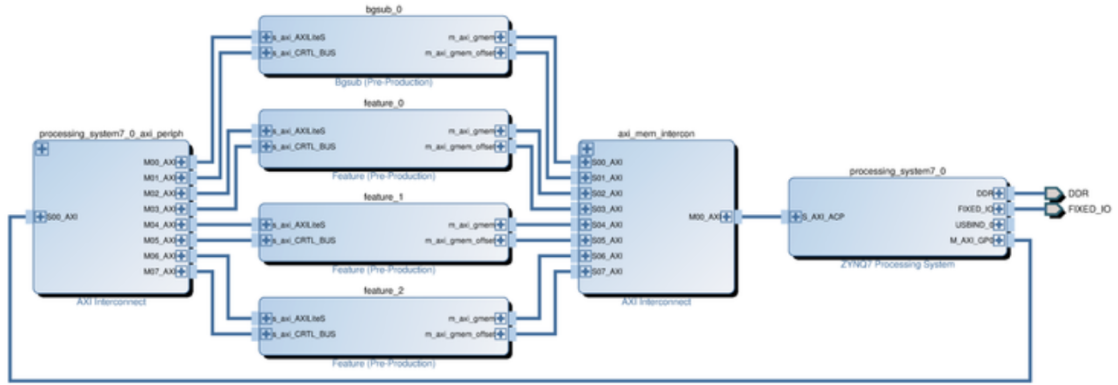 bgsub_0
s_axi_AXILiteS
m_axi_gmem
s_axi_CRTL_BUS
m_axi_gmem_offset
Bgsub (Pre-Production)
feature_0
s_axi_AXILiteS
m_axi_gmem
s_axi_CRTL_BUS
m_axi_gmem_offset
Feature (Pre-Production)
feature_1
s_axi_AXILiteS
m_axi_gmem
s_axi_CRTL_BUS
m_axi_gmem_offset
Feature (Pre-Production)
feature_2
s_axi_AXILiteS
m_axi_gmem
s_axi_CRTL_BUS
m_axi_gmem_offset
Feature (Pre-Production)
processing_system7_0_axi_periph
S00_AXI
M00_AXI
M01_AXI
M02_AXI
M03_AXI
M04_AXI
M05_AXI
M06_AXI
M07_AXI
AXI Interconnect
axi_mem_intercon
S00_AXI
S01_AXI
S02_AXI
S03_AXI
S04_AXI
S05_AXI
S06_AXI
S07_AXI
M00_AXI
AXI Interconnect
processing_system7_0
S_AXI_ACP
DDR
FIXED_IO
USBIND_0
M_AXI_GP0
ZYNQ7 Processing System
DDR
FIXED_IO